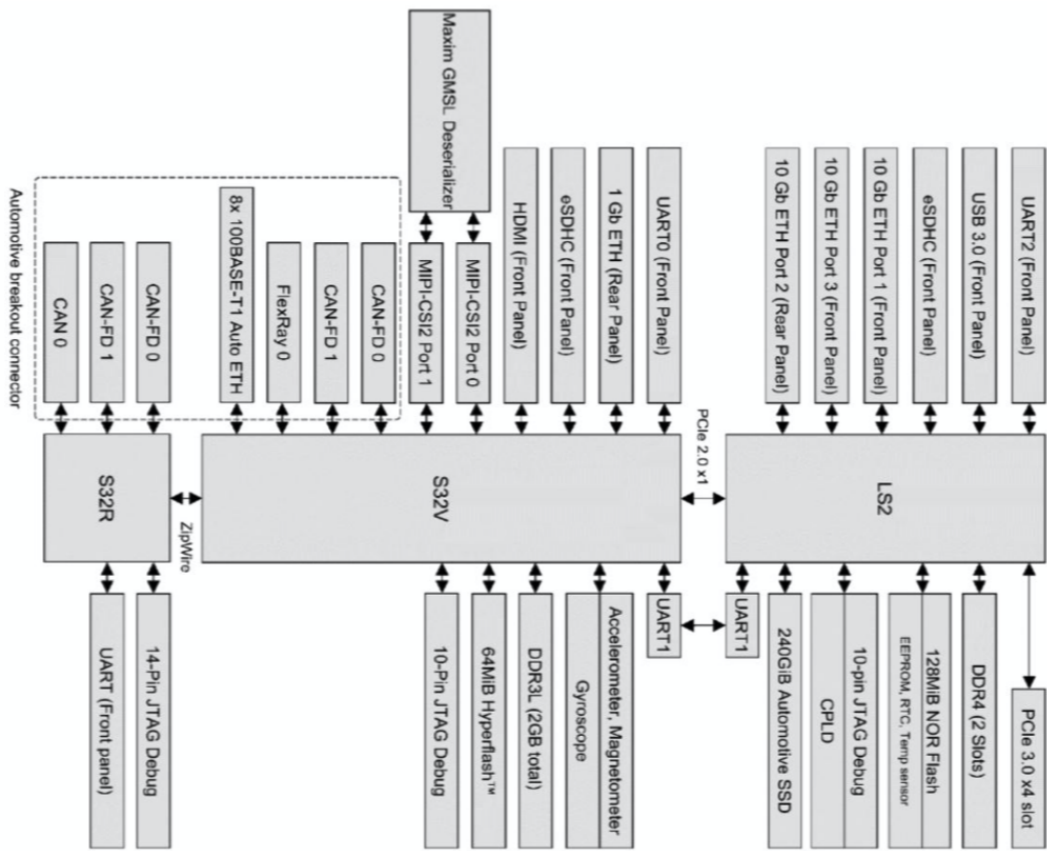 UART2 (Front Panel)
PCIe 3.0 x4 slot
USB 3.0 (Front Panel)
DDR4 (2 Slots)
eSDHC (Front Panel)
128MiB NOR Flash
EEPROM, RTC, Temp sensor
10 Gb ETH Port 1 (Front Panel)
LS2
10-pin JTAG Debug
CPLD
10 Gb ETH Port 3 (Front Panel)
10 Gb ETH Port 2 (Rear Panel)
240GiB Automotive SSD
UART1
PCIe 2.0 x1
UART0 (Front Panel)
UART1
1 Gb ETH (Rear Panel)
Accelerometer, Magnetometer
Gyroscope
eSDHC (Front Panel)
HDMI (Front Panel)
DDR3L (2GB total)
Maxim GMSL Deserializer
MIPI-CSI2 Port 0
64MiB Hyperflash™
MIPI-CSI2 Port 1
S32V
10-Pin JTAG Debug
CAN-FD 0
CAN-FD 1
FlexRay 0
8x 100BASE-T1 Auto ETH
ZipWire
CAN-FD 0
14-Pin JTAG Debug
CAN-FD 1
S32R
UART (Front panel)
CAN 0
Automotive breakout connector